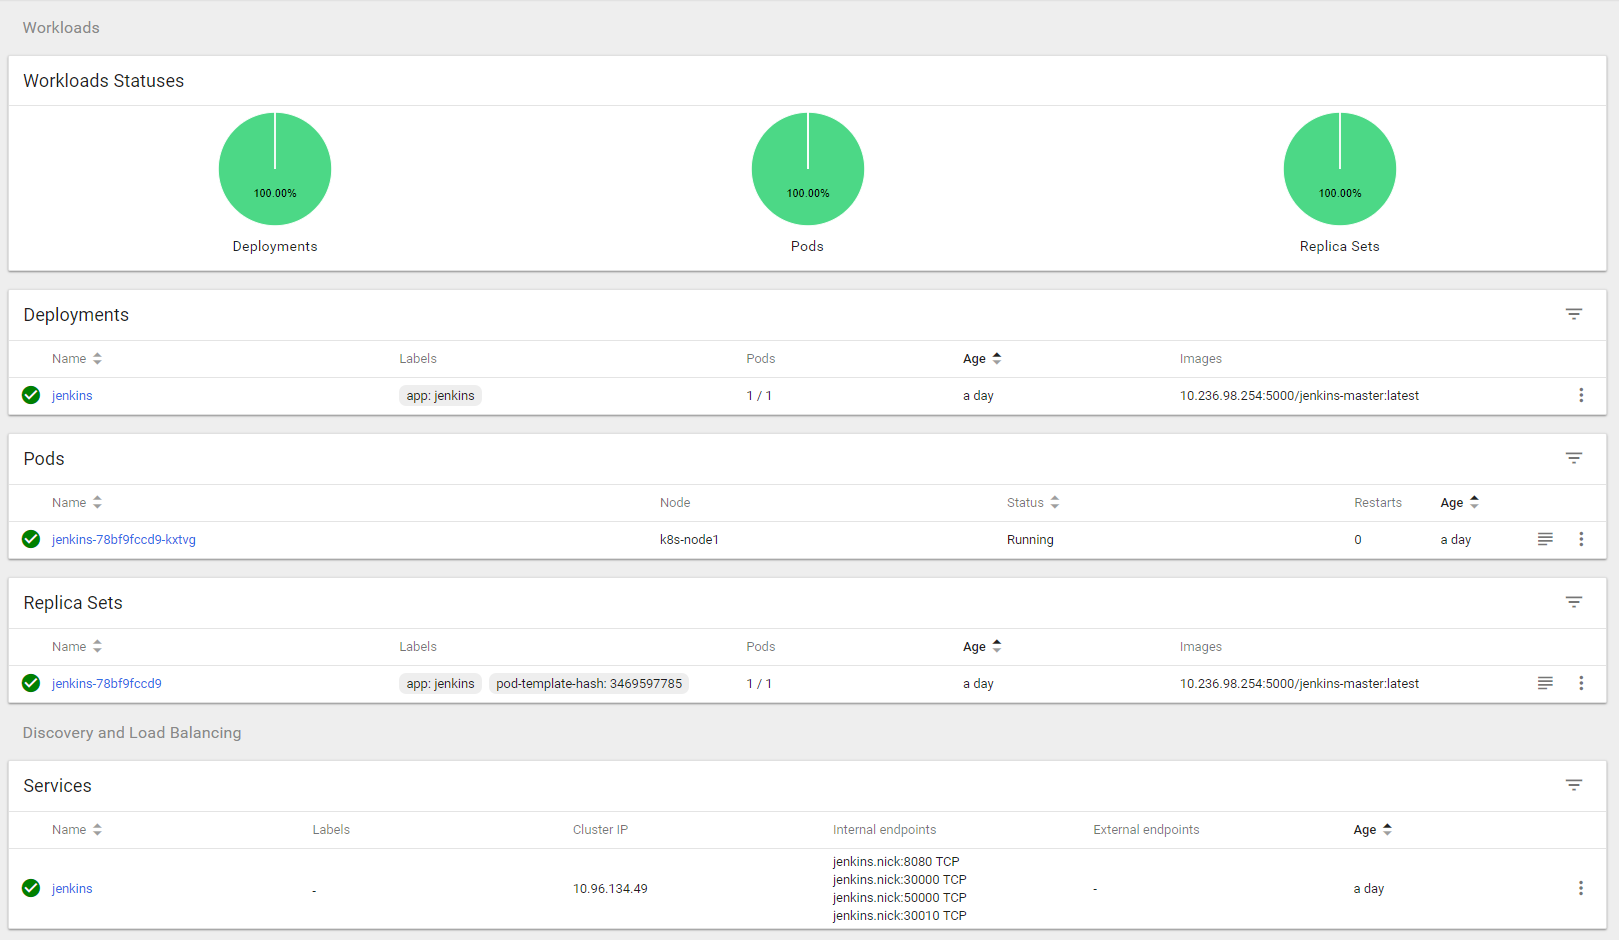 Workloads
Workloads Statuses
100.00% 100.00% 100.00%
Deployments Pods Replica Sets
Deployments
Name Labels Pods Age Images
jenkins app: jenkins 1 / 1 a day 10.236.98.254:5000/jenkins-master:latest
Pods
Name Node Status Restarts Age
jenkins-78bf9fccd9-kxtvg k8s-node1 Running 0 a day
Replica Sets
Name Labels Pods Age Images
jenkins-78bf9fccd9 app: jenkins pod-template-hash: 3469597785 1 / 1 a day 10.236.98.254:5000/jenkins-master:latest
Discovery and Load Balancing
Services
Name Labels Cluster IP Internal endpoints External endpoints Age
jenkins - 10.96.134.49 jenkins.nick:8080 TCP - a day
jenkins.nick:30000 TCP
jenkins.nick:50000 TCP
jenkins.nick:30010 TCP